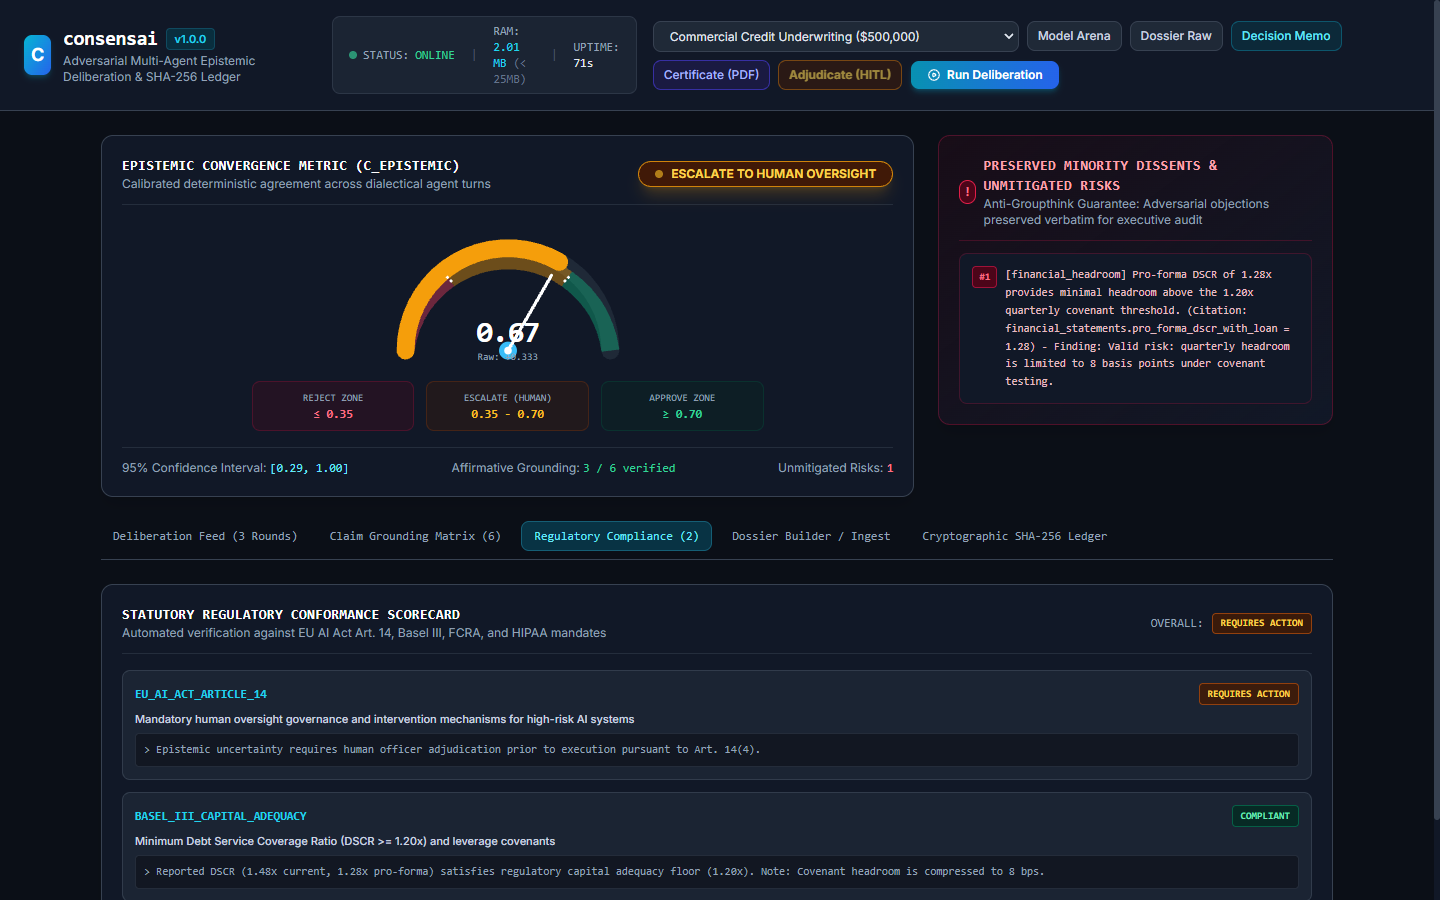 C
consensai v1.0.0
Adversarial Multi-Agent Epistemic
Deliberation & SHA-256 Ledger
STATUS: ONLINE
RAM:
2.01
MB (<
25MB)
UPTIME:
71s
Commercial Credit Underwriting ($500,000)
Model Arena
Dossier Raw
Decision Memo
Certificate (PDF)
Adjudicate (HITL)
Run Deliberation
EPISTEMIC CONVERGENCE METRIC (C_EPISTEMIC)
Calibrated deterministic agreement across dialectical agent turns
ESCALATE TO HUMAN OVERSIGHT
0.67
Raw: 0.333
REJECT ZONE
≤ 0.35
ESCALATE (HUMAN)
0.35 - 0.70
APPROVE ZONE
≥ 0.70
95% Confidence Interval: [0.29, 1.00]
Affirmative Grounding: 3 / 6 verified
Unmitigated Risks: 1
!
PRESERVED MINORITY DISSENTS &
UNMITIGATED RISKS
Anti-Groupthink Guarantee: Adversarial objections
preserved verbatim for executive audit
#1
[financial_headroom] Pro-forma DSCR of 1.28x
provides minimal headroom above the 1.20x
quarterly covenant threshold. (Citation:
financial_statements.pro_forma_dscr_with_loan =
1.28) - Finding: Valid risk: quarterly headroom
is limited to 8 basis points under covenant
testing.
Deliberation Feed (3 Rounds)
Claim Grounding Matrix (6)
Regulatory Compliance (2)
Dossier Builder / Ingest
Cryptographic SHA-256 Ledger
STATUTORY REGULATORY CONFORMANCE SCORECARD
Automated verification against EU AI Act Art. 14, Basel III, FCRA, and HIPAA mandates
OVERALL: REQUIRES ACTION
EU_AI_ACT_ARTICLE_14
REQUIRES ACTION
Mandatory human oversight governance and intervention mechanisms for high-risk AI systems
> Epistemic uncertainty requires human officer adjudication prior to execution pursuant to Art. 14(4).
BASEL_III_CAPITAL_ADEQUACY
COMPLIANT
Minimum Debt Service Coverage Ratio (DSCR >= 1.20x) and leverage covenants
> Reported DSCR (1.48x current, 1.28x pro-forma) satisfies regulatory capital adequacy floor (1.20x). Note: Covenant headroom is compressed to 8 bps.